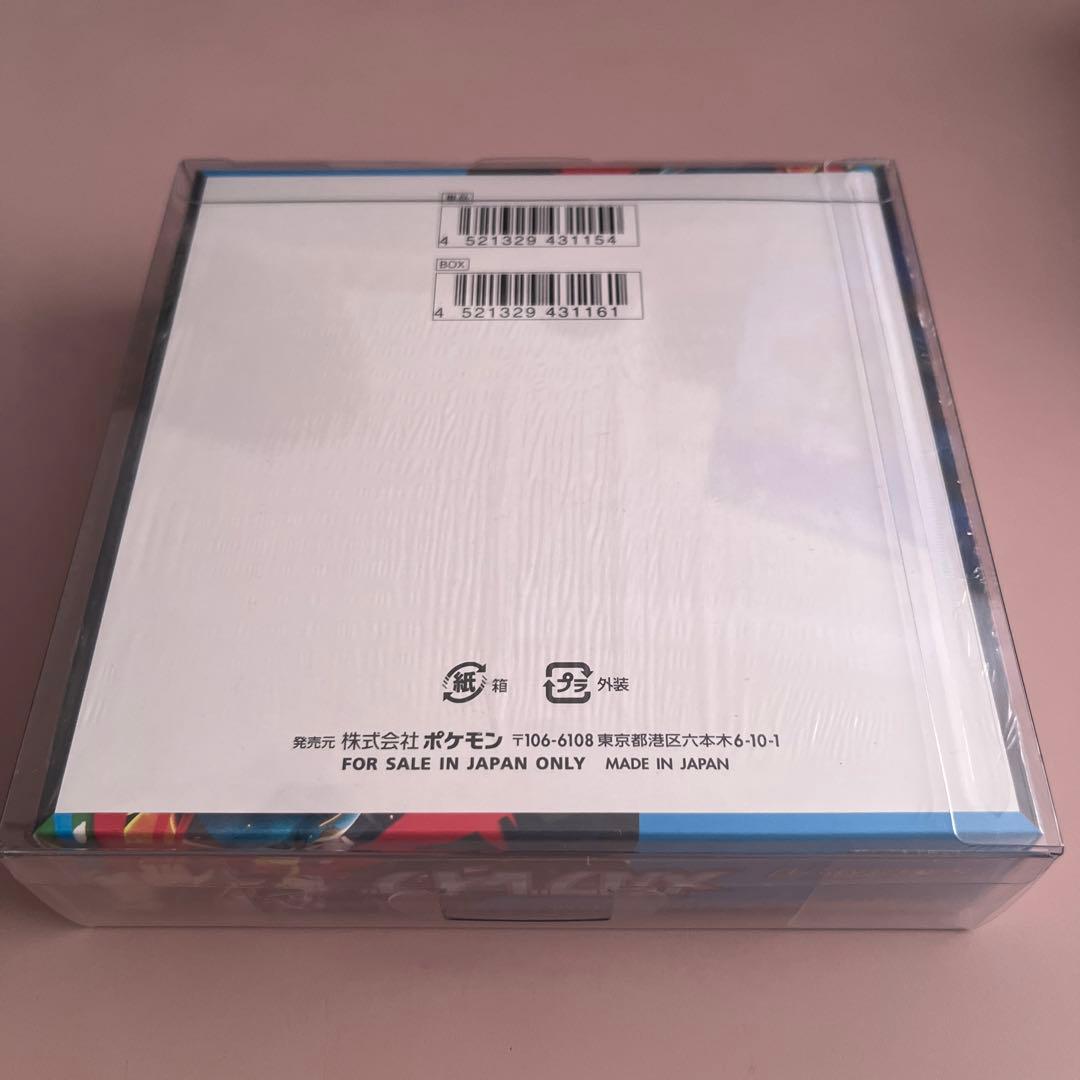 単品
4 521329 431154
BOX
4 521329 431161
紙 箱 プラ 外装
発売元 株式会社 ポケモン 〒106-6108 東京都港区六本木6-10-1
FOR SALE IN JAPAN ONLY MADE IN JAPAN